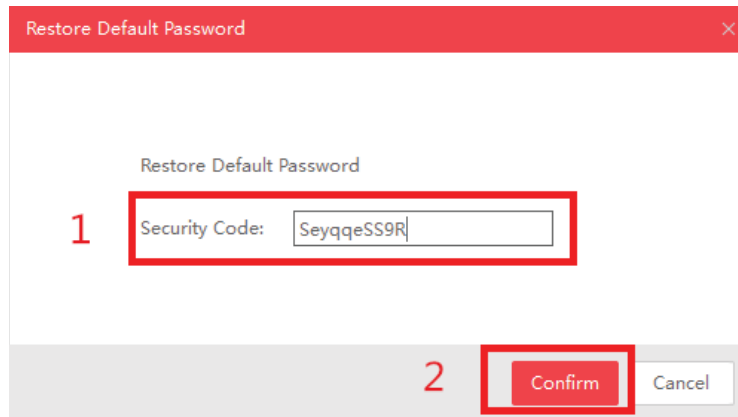 Restore Default Password
Restore Default Password
1 Security Code: SeyqqeSS9R
2 Confirm Cancel